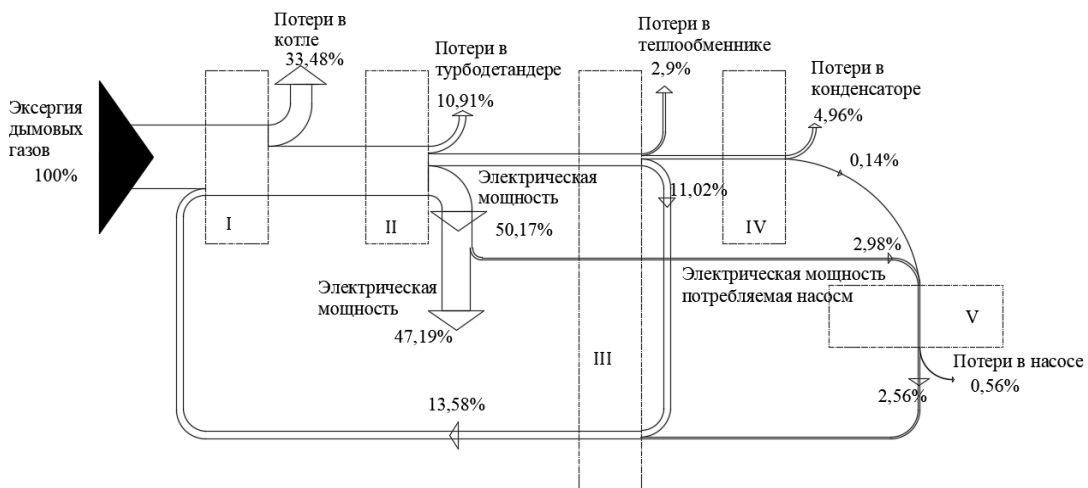 Потери в
котле
33,48%
Потери в
турбодетандере
10,91%
Потери в
теплообменнике
2,9%
Потери в
конденсаторе
4,96%
Эксергия
дымовых
газов
100%
0,14%
Электрическая
мощность
50,17%
11,02%
I
II
IV
2,98%
Электрическая мощность
потребляемая насосм
Электрическая
мощность
47,19%
V
III
Потери в насосе
0,56%
2,56%
13,58%